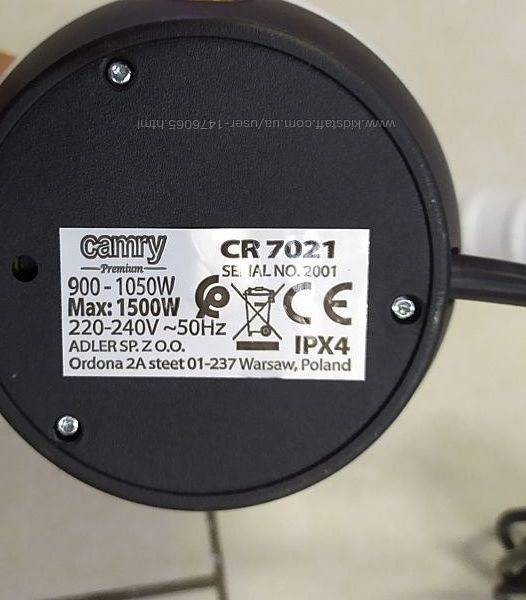 www.kidstaff.com.ua/user-1476065.html
camry
Premium
CR 7021
SERIAL NO. 2001
900 - 1050W
Max: 1500W
220-240V ~50Hz
CE
IPX4
ADLER SP. Z O.O.
Ordona 2A steet 01-237 Warsaw, Poland